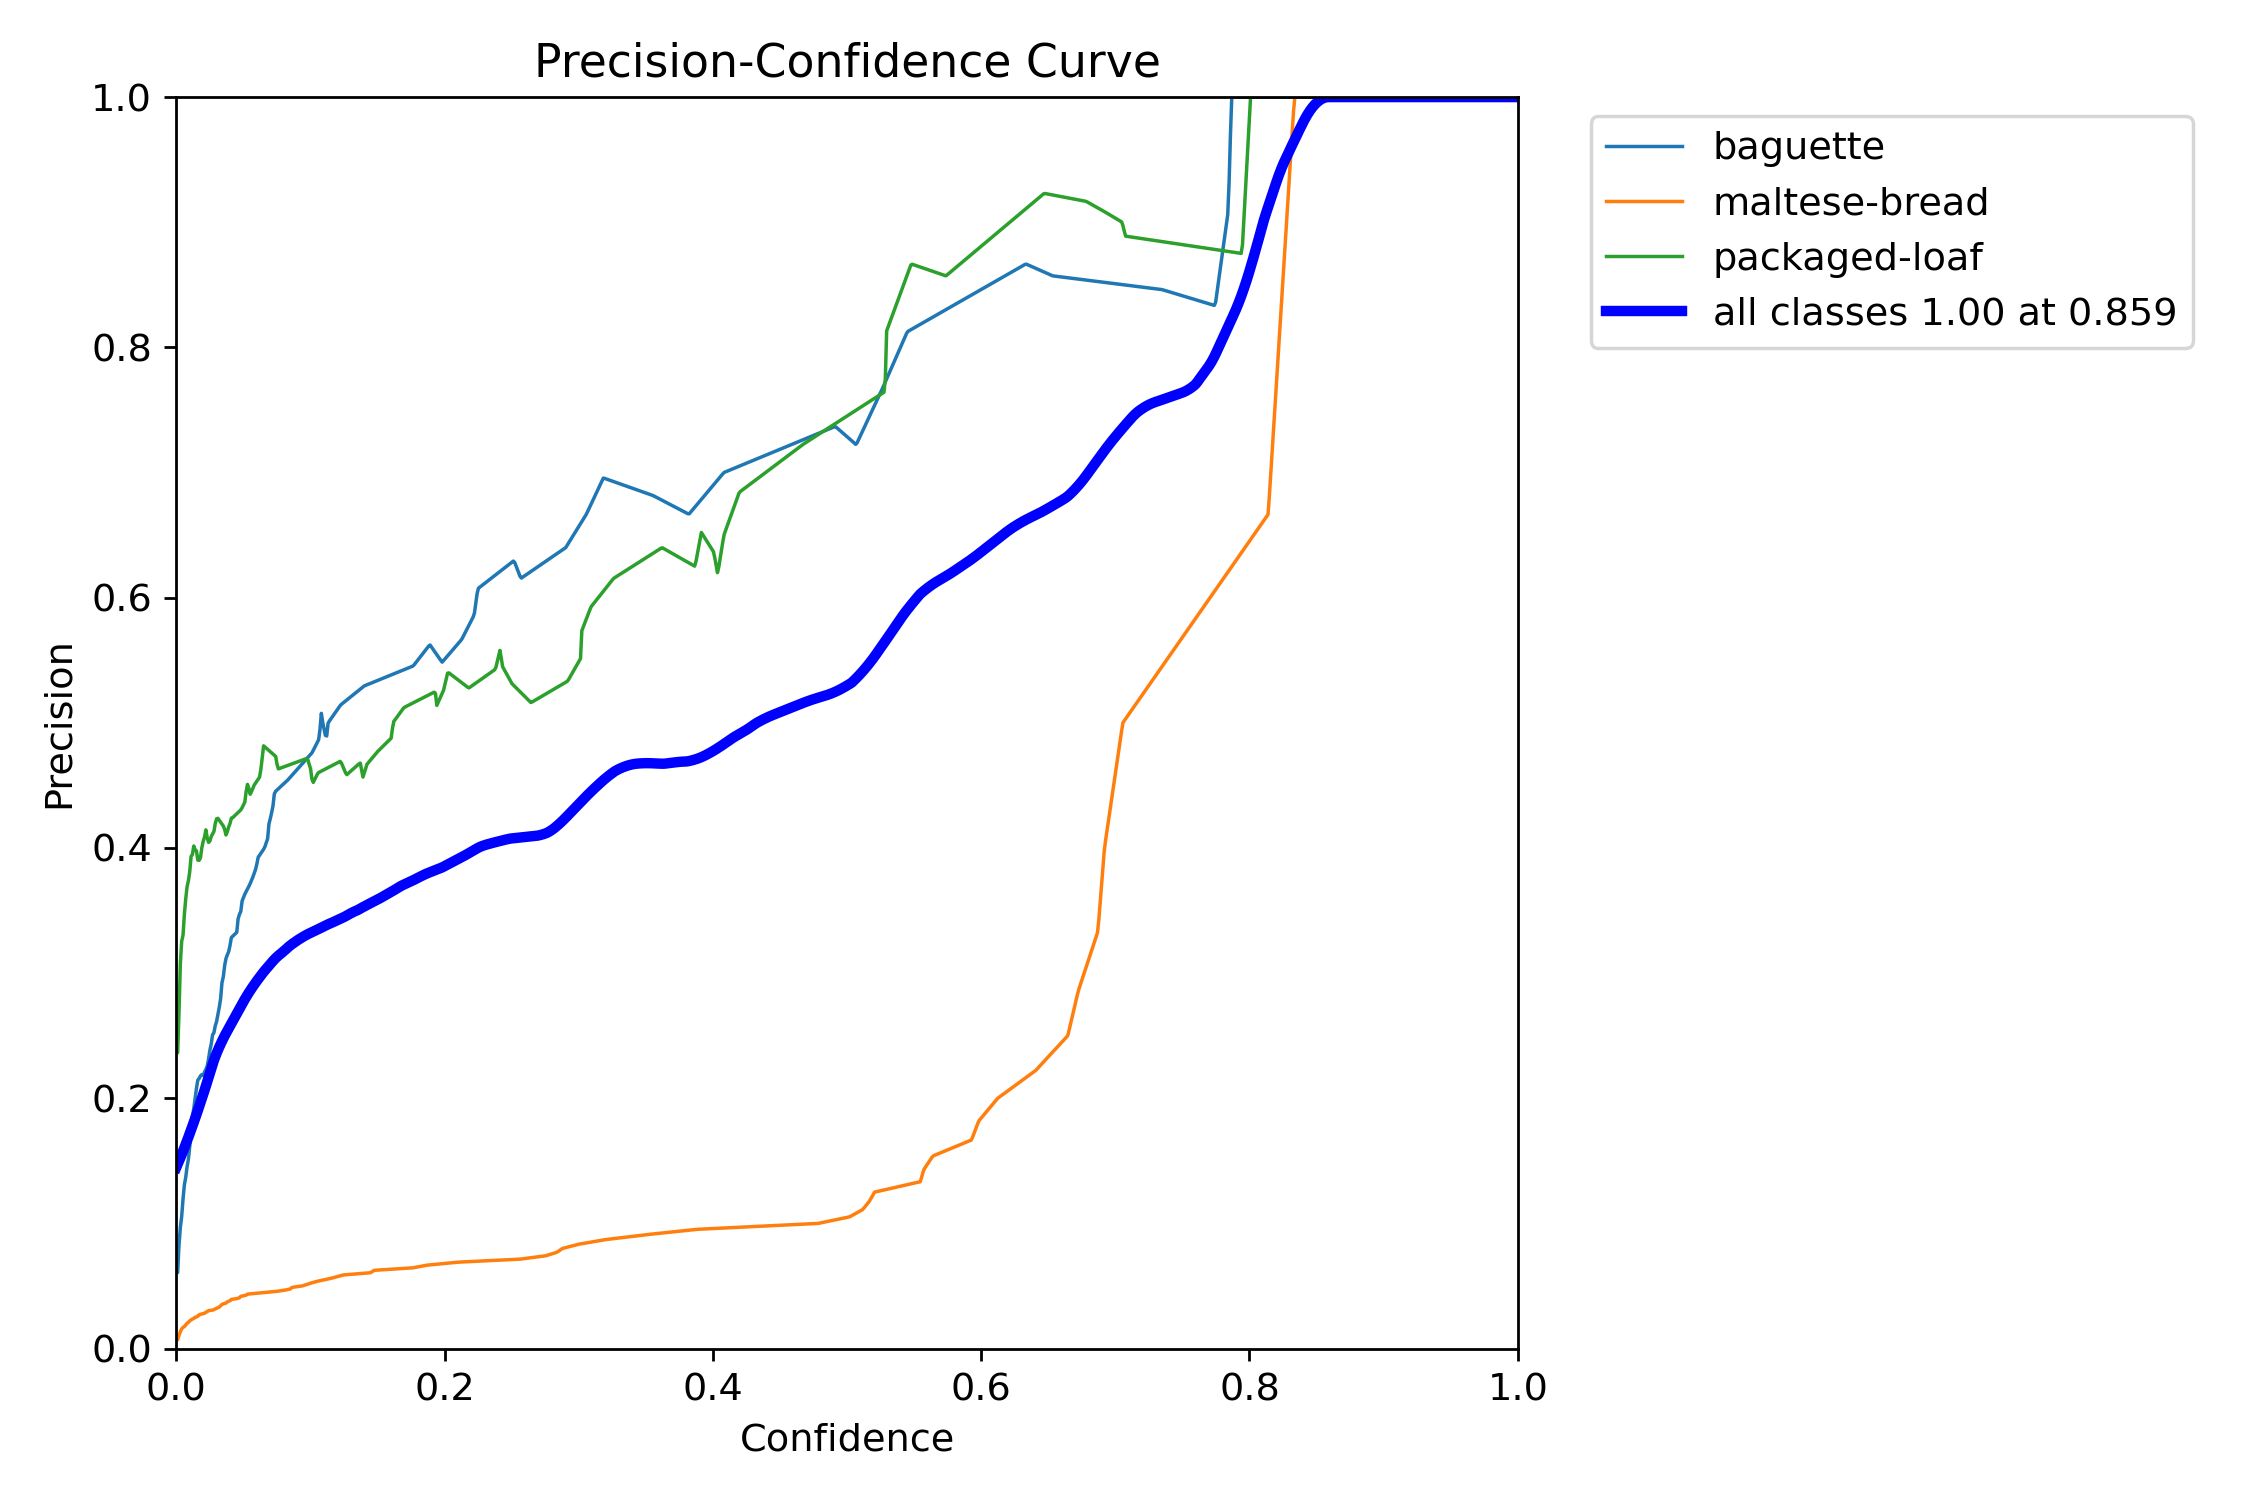 Precision-Confidence Curve
1.0
0.8
0.6
0.4
0.2
0.0
Precision
0.0 0.2 0.4 0.6 0.8 1.0
Confidence
baguette
maltese-bread
packaged-loaf
all classes 1.00 at 0.859